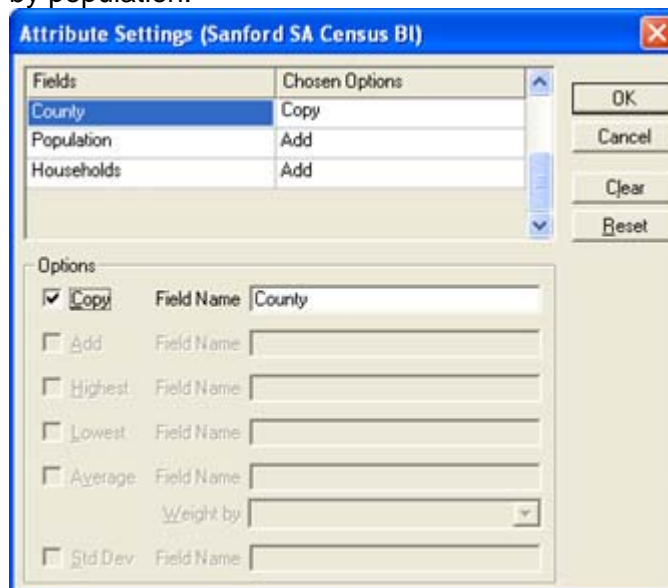 by population.
Attribute Settings (Sanford SA Census Bl)
Fields Chosen Options
County Copy
Population Add
Households Add
OK
Cancel
Clear
Reset
Options
Copy Field Name County
Add Field Name
Highest Field Name
Lowest Field Name
Average Field Name
Weight by
Std Dev Field Name